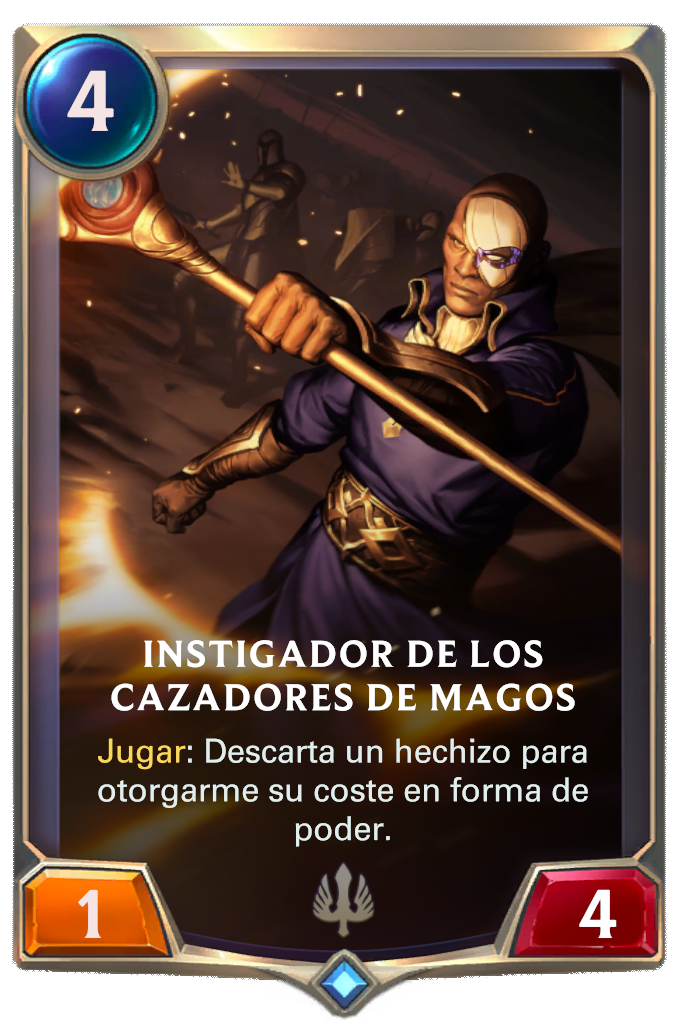 4
INSTIGADOR DE LOS
CAZADORES DE MAGOS
Jugar: Descarta un hechizo para
otorgarme su coste en forma de
poder.
1
4